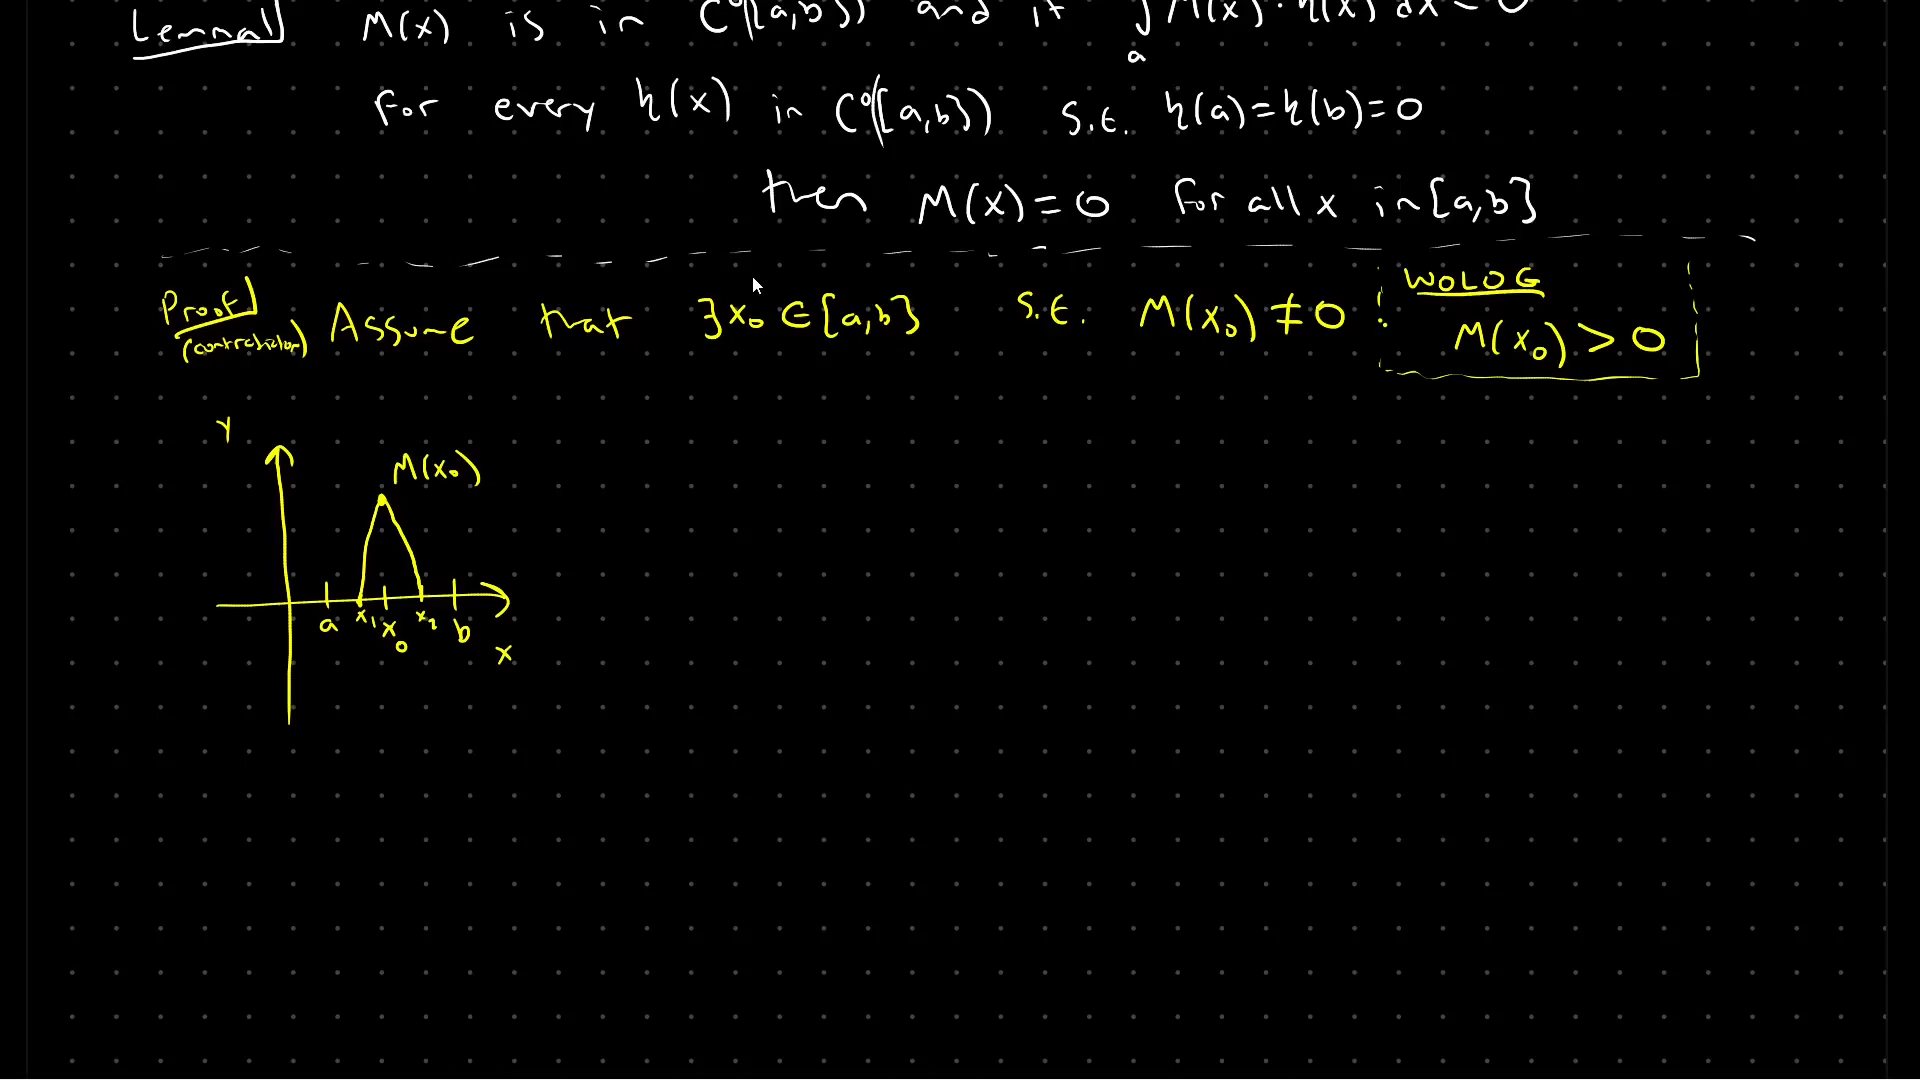 Lemma1 M(x) is in C⁰([a,b]) and if ∫ₐ M(x)·η(x) dx = 0
for every η(x) in C⁰([a,b]) s.t. η(a)=η(b)=0
then M(x)=0 for all x in [a,b]
Proof (contradiction) Assume that ∃ x₀ ∈ [a,b] s.t. M(x₀) ≠ 0 !
WOLOG
M(x₀) > 0
Y
M(x₀)
a x₁ x₀ x₂ b
x